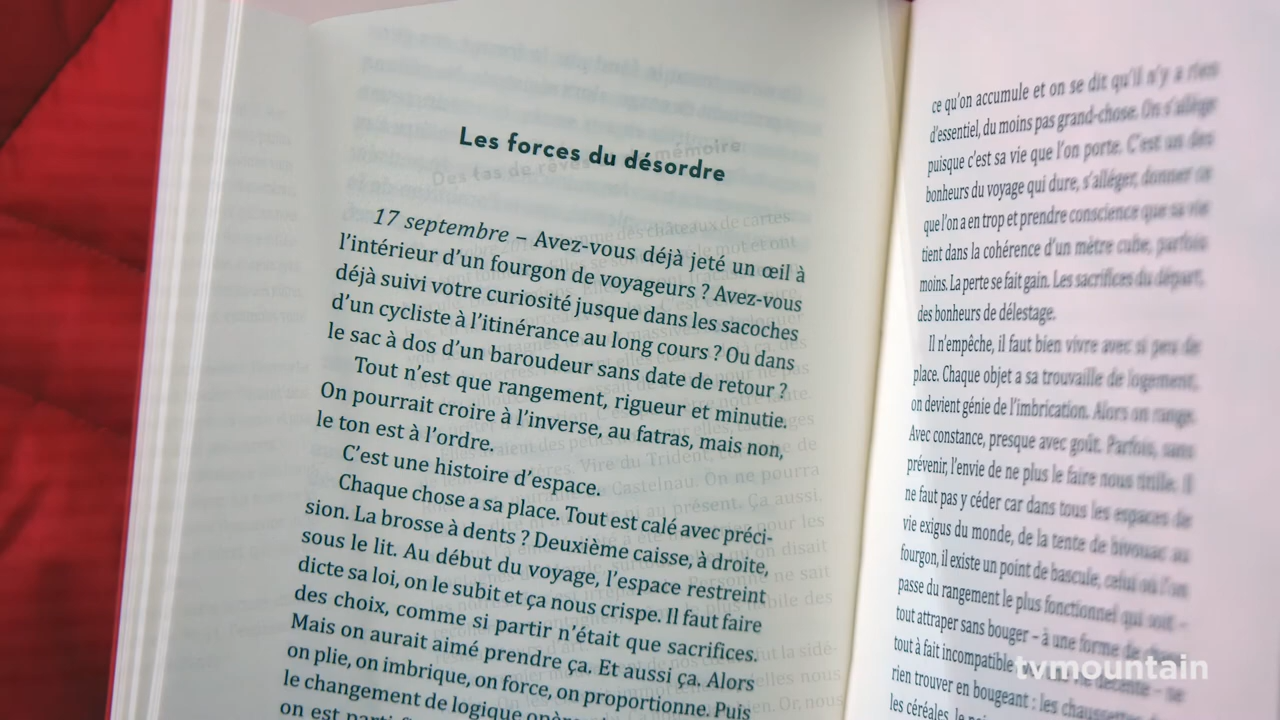 Les forces du désordre
17 septembre – Avez-vous déjà jeté un œil à
l'intérieur d'un fourgon de voyageurs ? Avez-vous
déjà suivi votre curiosité jusque dans les sacoches
d'un cycliste à l'itinérance au long cours ? Ou dans
le sac à dos d'un baroudeur sans date de retour ?
Tout n'est que rangement, rigueur et minutie.
On pourrait croire à l'inverse, au fatras, mais non,
le ton est à l'ordre.
C'est une histoire d'espace.
Chaque chose a sa place. Tout est calé avec préci-
sion. La brosse à dents ? Deuxième caisse, à droite,
sous le lit. Au début du voyage, l'espace restreint
dicte sa loi, on le subit et ça nous crispe. Il faut faire
des choix, comme si partir n'était que sacrifices.
Mais on aurait aimé prendre ça. Et aussi ça. Alors
on plie, on imbrique, on force, on proportionne. Puis
le changement de logique opère
on est
ce qu'on accumule et on se dit qu'il n'y a rien
d'essentiel, du moins pas grand-chose. On s'allège
puisque c'est sa vie que l'on porte. C'est un des
bonheurs du voyage qui dure, s'alléger, donner ce
que l'on a en trop et prendre conscience que sa vie
tient dans la cohérence d'un mètre cube, parfois
moins. La perte se fait gain. Les sacrifices du départ,
des bonheurs de délestage.
Il n'empêche, il faut bien vivre avec si peu de
place. Chaque objet a sa trouvaille de logement,
on devient génie de l'imbrication. Alors on range.
Avec constance, presque avec goût. Parfois, sans
prévenir, l'envie de ne plus le faire nous titille. Il
ne faut pas y céder car dans tous les espaces de
vie exigus du monde, de la tente de bivouac au
fourgon, il existe un point de bascule, celui où l'on
passe du rangement le plus fonctionnel qui soit –
tout attraper sans bouger – à une forme de
tout à fait incompatible
rien trouver en bougeant : les chaussettes
les céréales, le
tvmountain